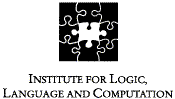 INSTITUTE FOR LOGIC,
LANGUAGE AND COMPUTATION